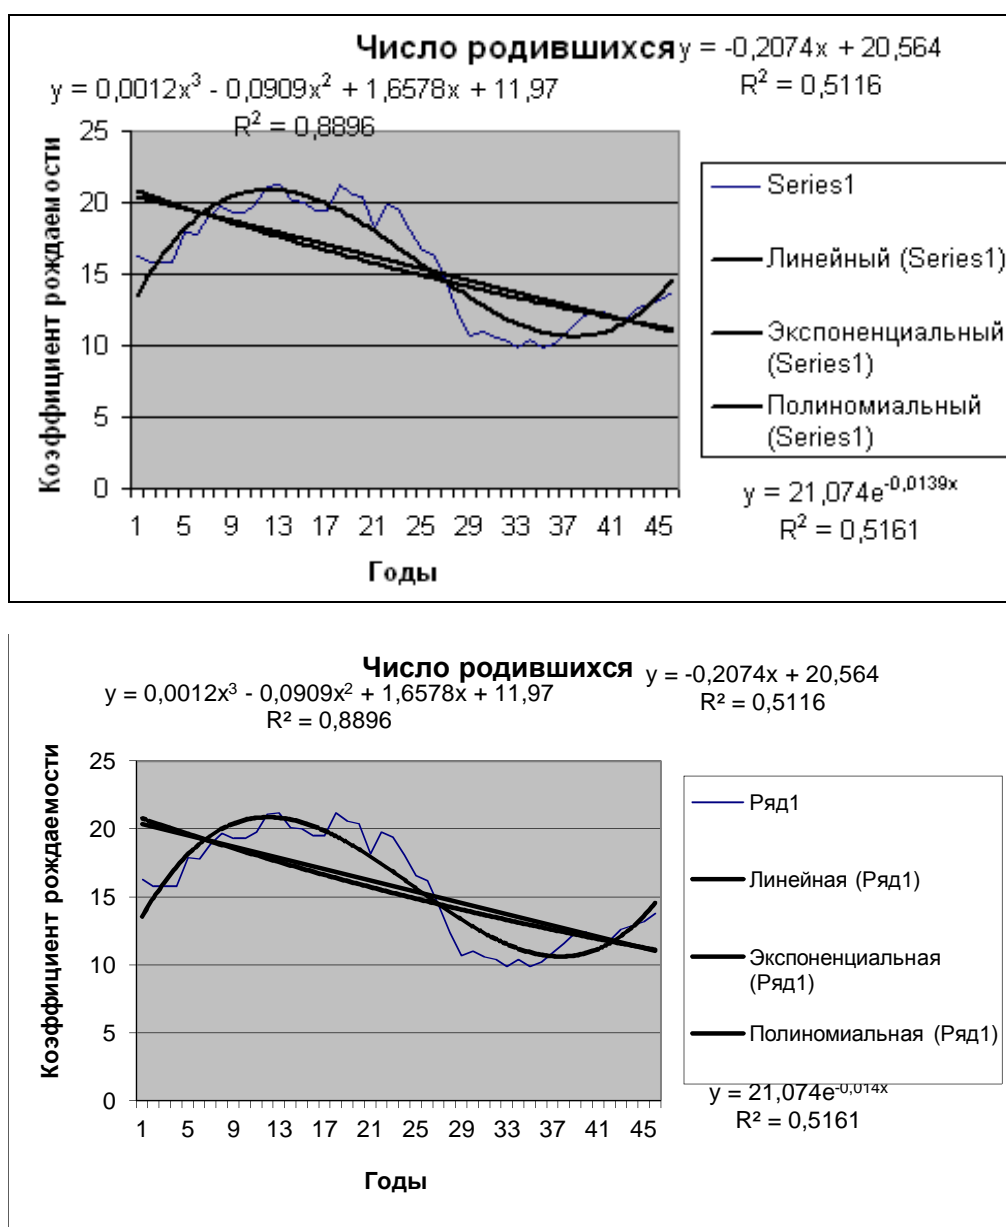 Число родившихся
y = -0,2074x + 20,564
R² = 0,5116
y = 0,0012x³ - 0,0909x² + 1,6578x + 11,97
R² = 0,8896
Коэффициент рождаемости
25
20
15
10
5
0
1 5 9 13 17 21 25 29 33 37 41 45
Годы
Series1
Линейный (Series1)
Экспоненциальный
(Series1)
Полиномиальный
(Series1)
y = 21,074e^-0,0139x
R² = 0,5161
Число родившихся
y = -0,2074x + 20,564
R² = 0,5116
y = 0,0012x³ - 0,0909x² + 1,6578x + 11,97
R² = 0,8896
Коэффициент рождаемости
25
20
15
10
5
0
1 5 9 13 17 21 25 29 33 37 41 45
Годы
Ряд1
Линейная (Ряд1)
Экспоненциальная
(Ряд1)
Полиномиальная (Ряд1)
y = 21,074e^-0,014x
R² = 0,5161